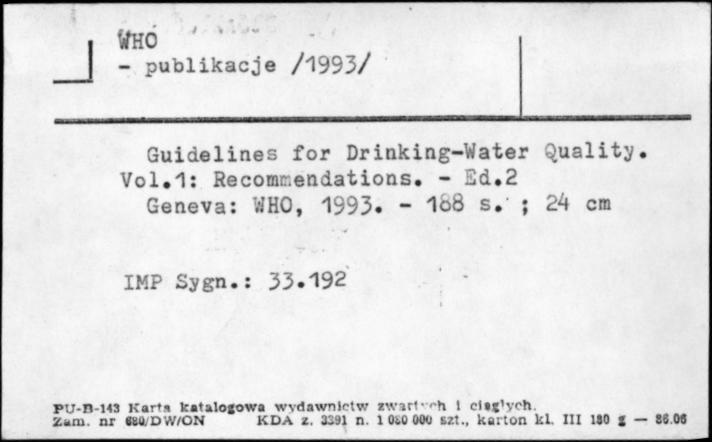 WHO
- publikacje /1993/
Guidelines for Drinking-Water Quality.
Vol.1: Recommendations. - Ed.2
Geneva: WHO, 1993. - 188 s. ; 24 cm
IMP Sygn.: 33.192
PU-B-143 Karta katalogowa wydawnictw zwartych i ciągłych.
Zam. nr 680/DW/ON KDA z. 3391 n. 1 080 000 szt., karton kl. III 180 g — 86.06